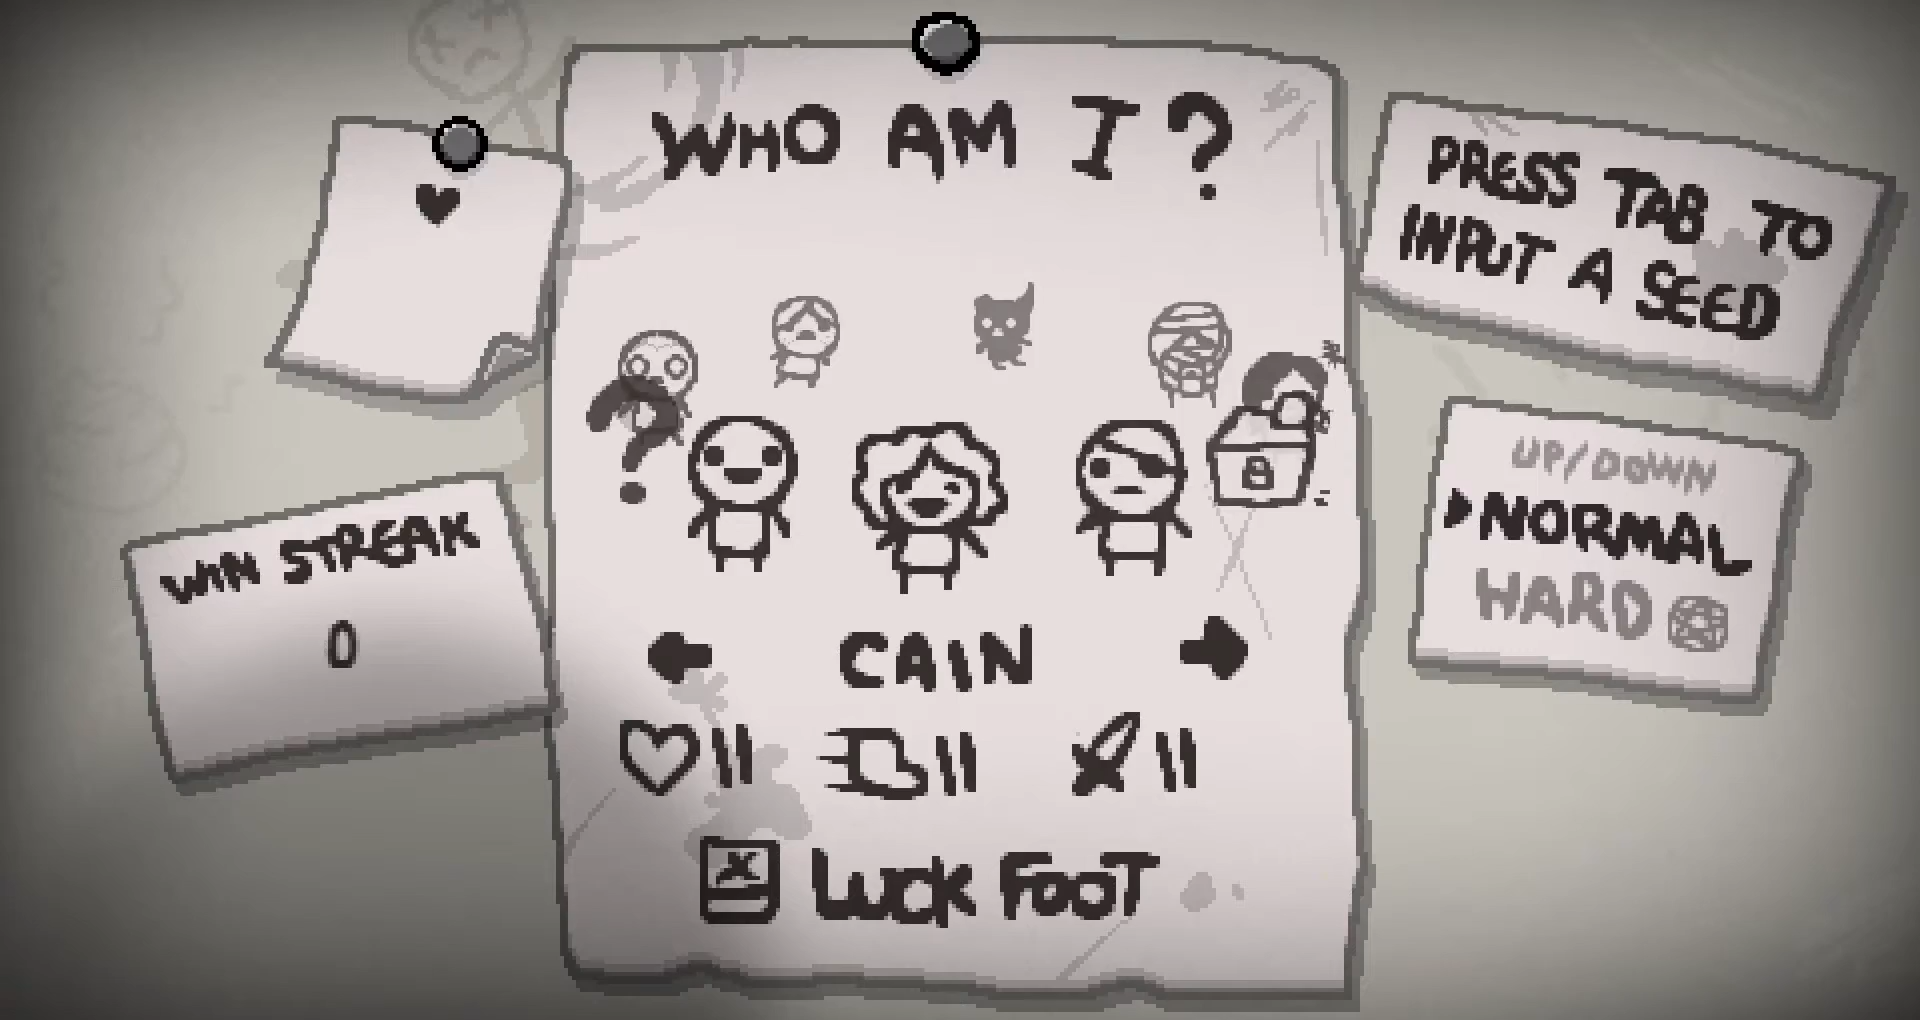 WHO AM I?
PRESS TAB TO
INPUT A SEED
WIN STREAK
0
UP/DOWN
NORMAL
HARD
CAIN
LUCK FOOT